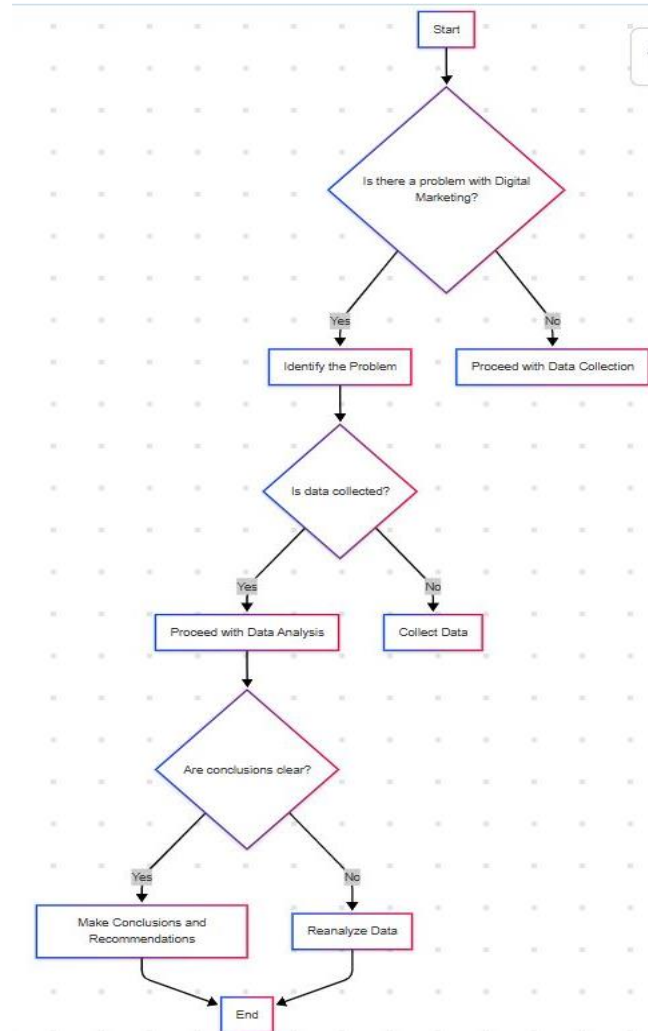 Start
Is there a problem with Digital
Marketing?
Yes
No
Identify the Problem
Proceed with Data Collection
Is data collected?
Yes
No
Proceed with Data Analysis
Collect Data
Are conclusions clear?
Yes
No
Make Conclusions and
Recommendations
Reanalyze Data
End